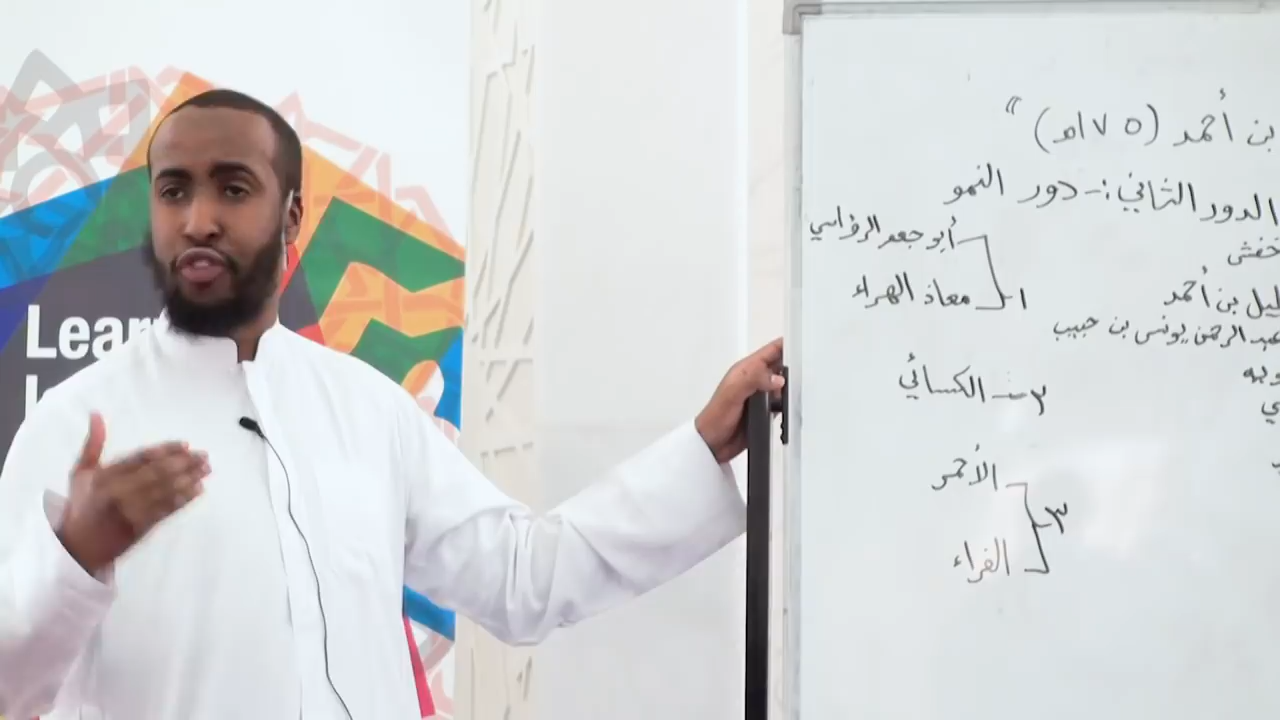 Lear
بن أحمد (١٧٥هـ) "
الدور الثاني :- دور النمو
خفش
أبو جعفر الرؤاسي
١ معاذ الهراء
ليل بن أحمد
عبد الرحمن يونس بن حبيب
ويه
٢ - الكسائي
ي
الأحمر
٣
الفراء